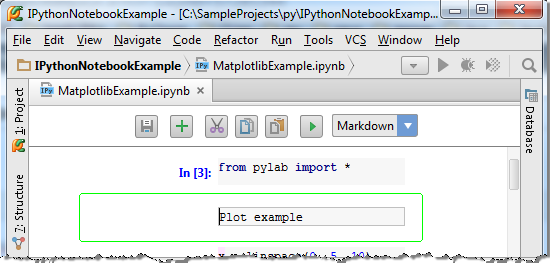 IPythonNotebookExample - [C:\SampleProjects\py\IPythonNotebookExamp...
File Edit View Navigate Code Refactor Run Tools VCS Window Help
IPythonNotebookExample MatplotlibExample.ipynb
MatplotlibExample.ipynb
Markdown
1: Project
7: Structure
Database
In [3]: from pylab import *
Plot example